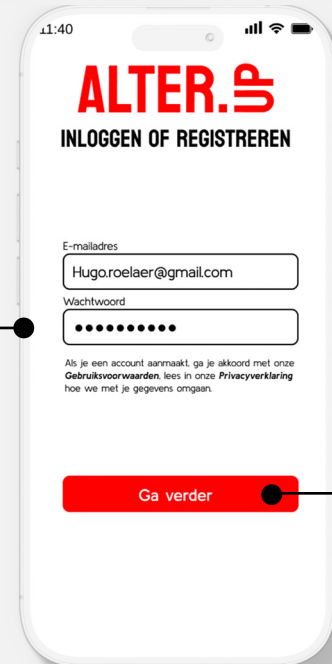 11:40
ALTER.UP
INLOGGEN OF REGISTREREN
E-mailadres
Hugo.roelaer@gmail.com
Wachtwoord
Als je een account aanmaakt, ga je akkoord met onze
Gebruiksvoorwaarden, lees in onze Privacyverklaring
hoe we met je gegevens omgaan.
Ga verder